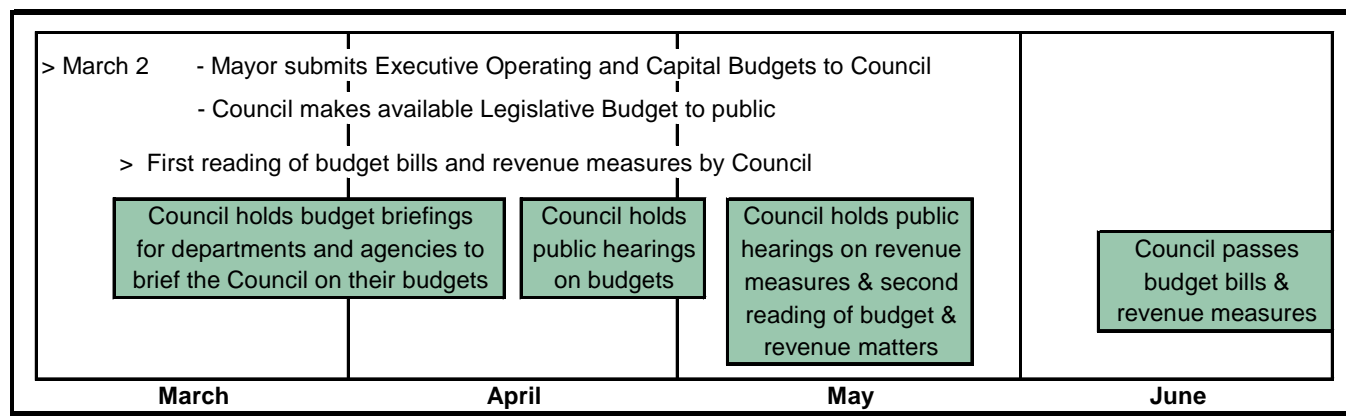 > March 2 - Mayor submits Executive Operating and Capital Budgets to Council
- Council makes available Legislative Budget to public
> First reading of budget bills and revenue measures by Council
Council holds budget briefings
for departments and agencies to
brief the Council on their budgets
Council holds
public hearings
on budgets
Council holds public
hearings on revenue
measures & second
reading of budget &
revenue matters
Council passes
budget bills &
revenue measures
March April May June